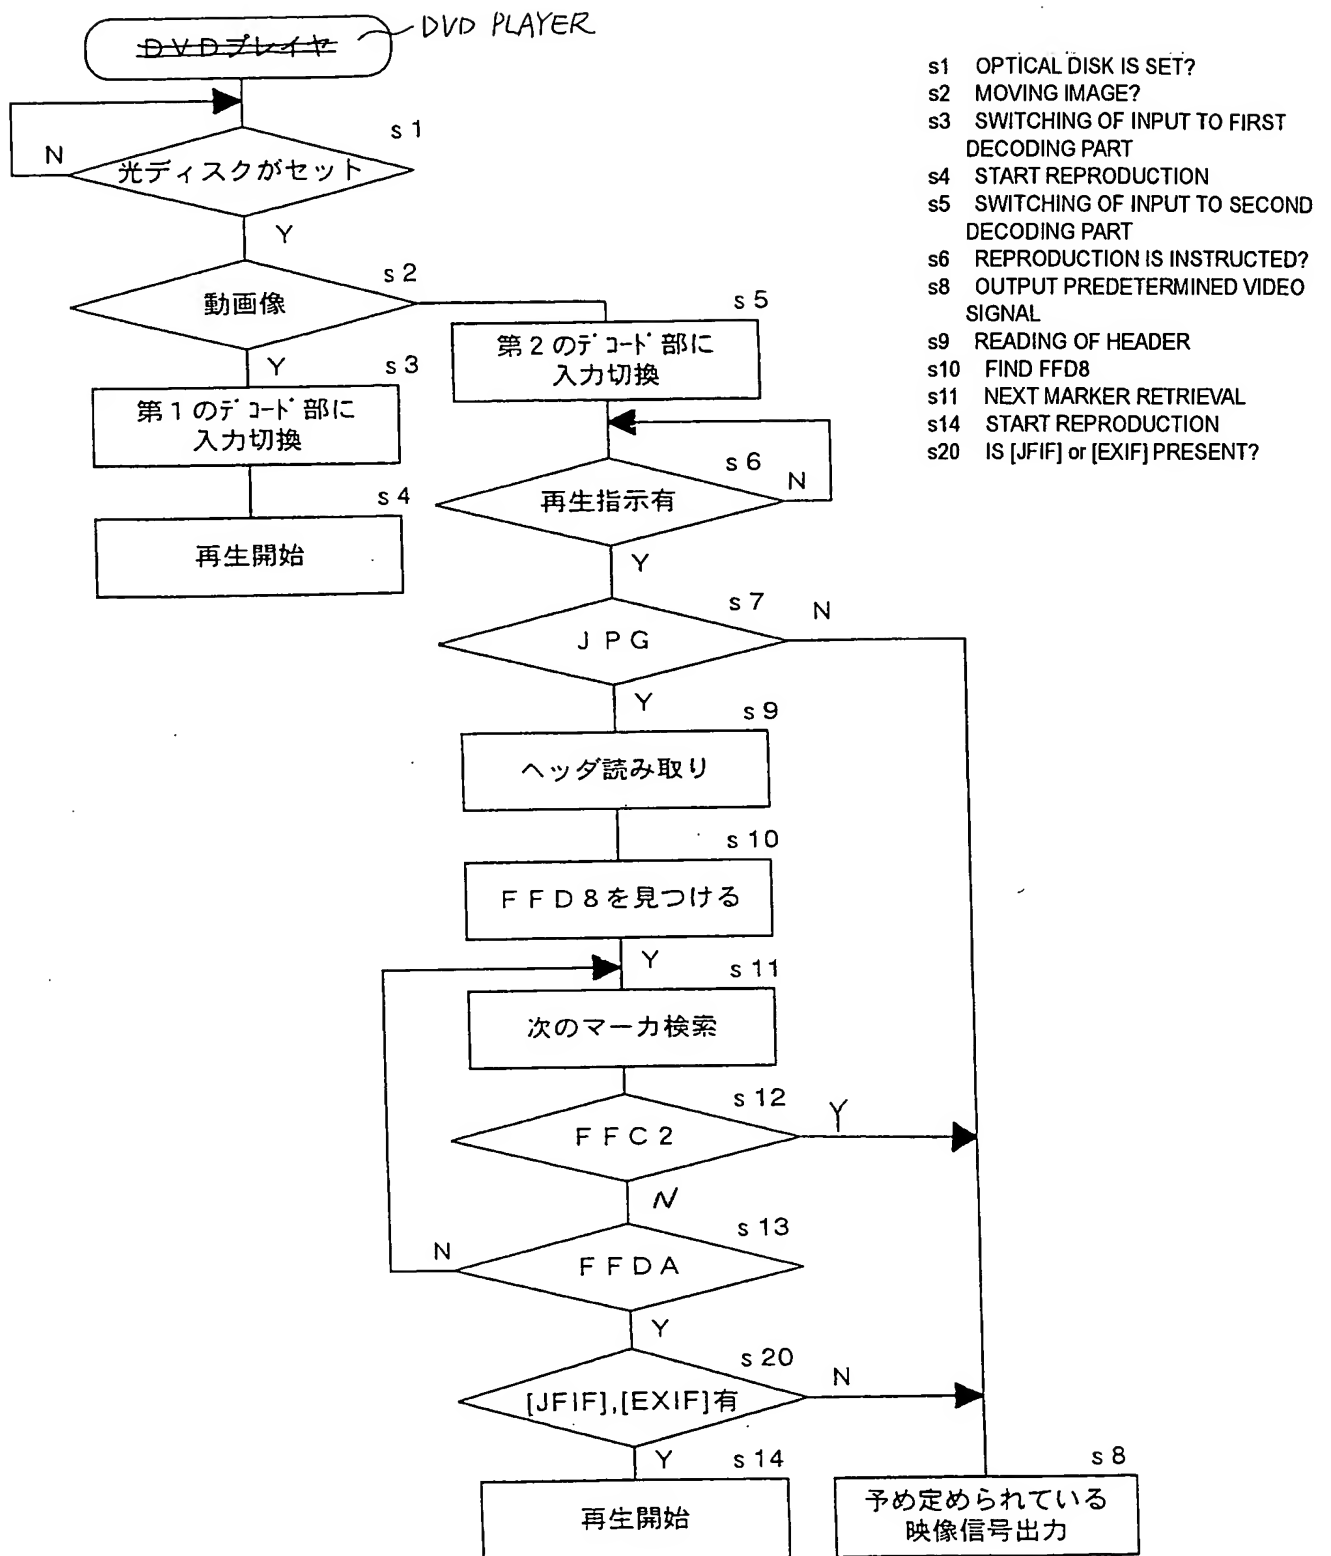 DVDプレイヤ
DVD PLAYER
s1
光ディスクがセット
N
Y
s2
動画像
Y
s3
第1のデコード部に
入力切換
s4
再生開始
s5
第2のデコード部に
入力切換
s6
再生指示有
N
Y
s7
JPG
N
Y
s9
ヘッダ読み取り
s10
FFD8を見つける
Y
s11
次のマーカ検索
s12
FFC2
Y
N
s13
FFDA
N
Y
s20
[JFIF],[EXIF]有
N
Y
s14
再生開始
s8
予め定められている
映像信号出力
s1 OPTICAL DISK IS SET?
s2 MOVING IMAGE?
s3 SWITCHING OF INPUT TO FIRST
DECODING PART
s4 START REPRODUCTION
s5 SWITCHING OF INPUT TO SECOND
DECODING PART
s6 REPRODUCTION IS INSTRUCTED?
s8 OUTPUT PREDETERMINED VIDEO
SIGNAL
s9 READING OF HEADER
s10 FIND FFD8
s11 NEXT MARKER RETRIEVAL
s14 START REPRODUCTION
s20 IS [JFIF] or [EXIF] PRESENT?